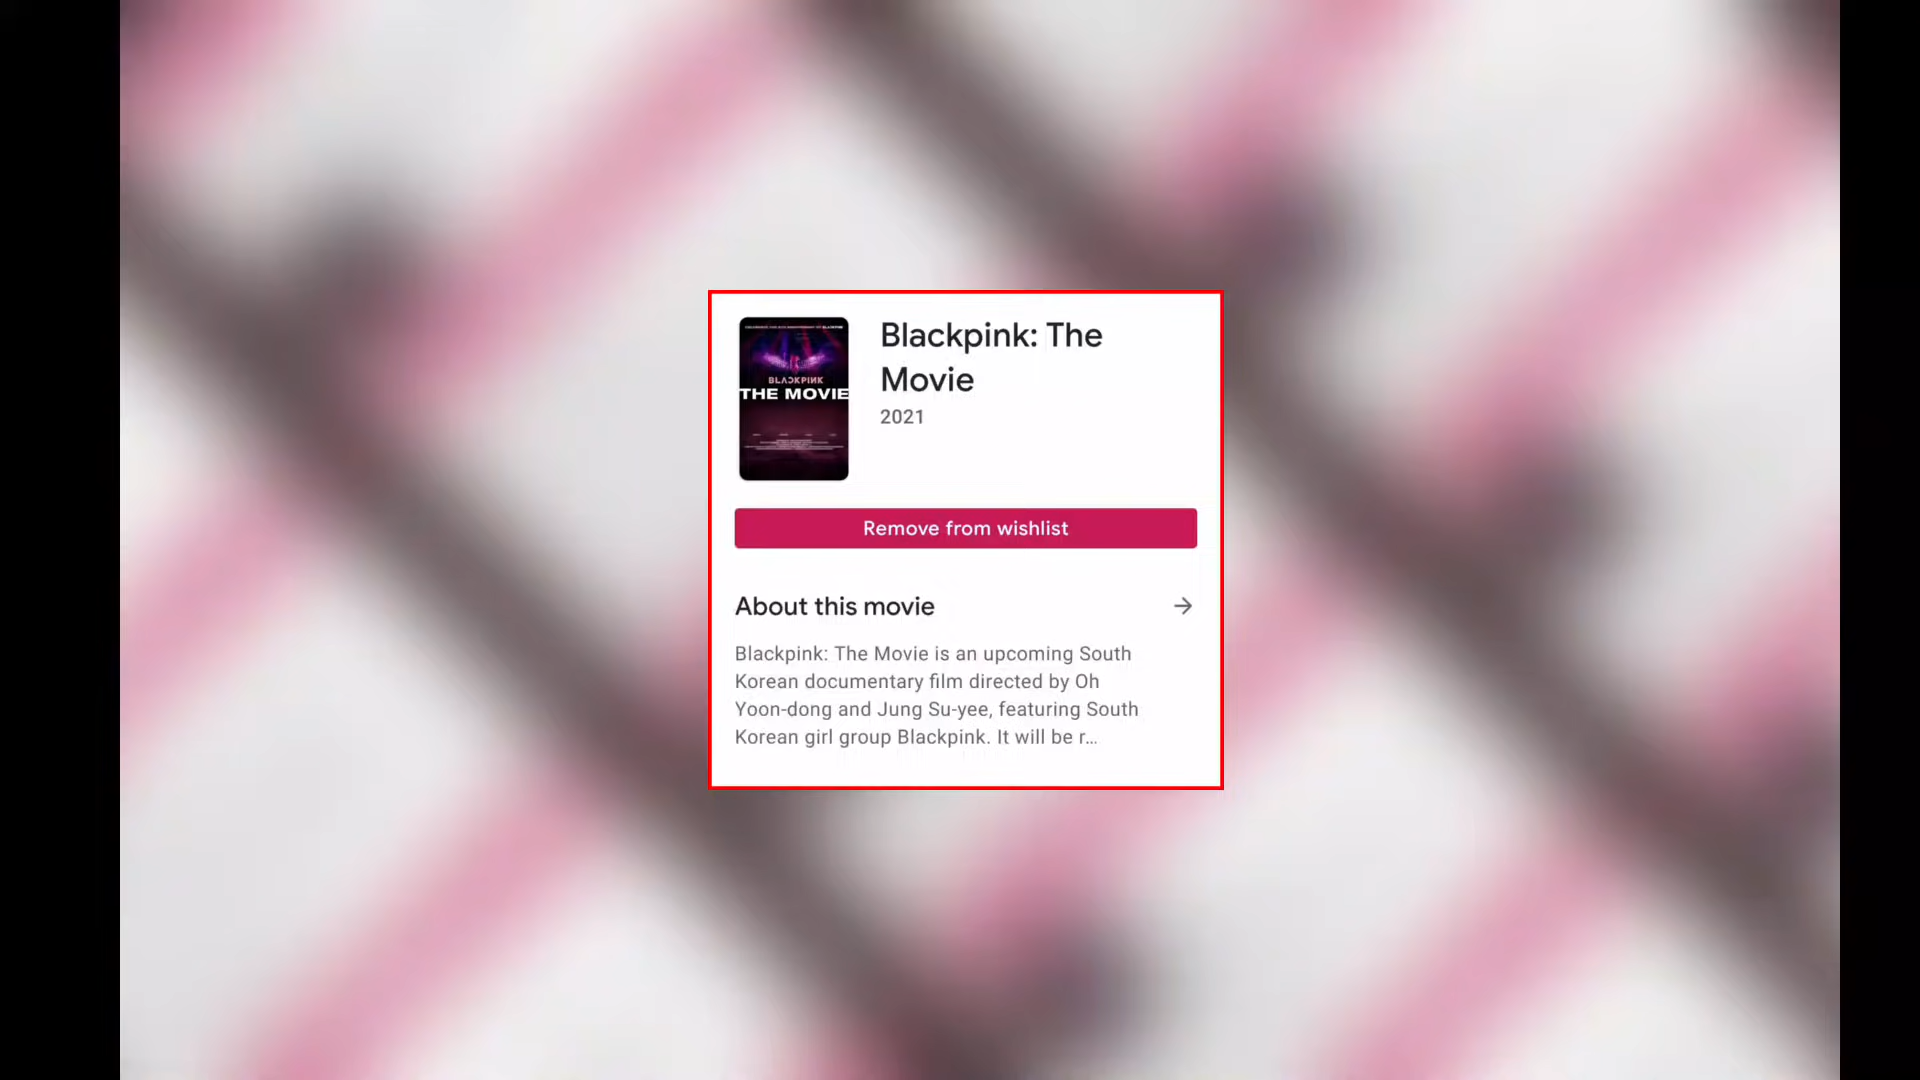 BLACKPINK
THE MOVIE
Blackpink: The
Movie
2021
Remove from wishlist
About this movie
Blackpink: The Movie is an upcoming South
Korean documentary film directed by Oh
Yoon-dong and Jung Su-yee, featuring South
Korean girl group Blackpink. It will be r...